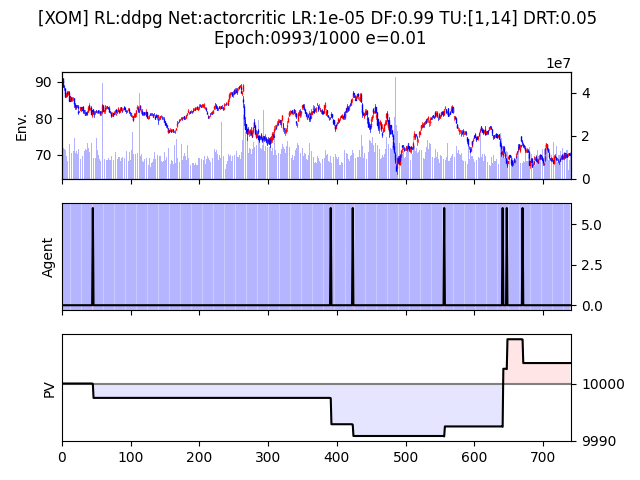 [XOM] RL:ddpg Net:actorcritic LR:1e-05 DF:0.99 TU:[1,14] DRT:0.05
Epoch:0993/1000 e=0.01
1e7
90
80
70
Env.
4
2
0
Agent
5.0
2.5
0.0
PV
10000
9990
0 100 200 300 400 500 600 700